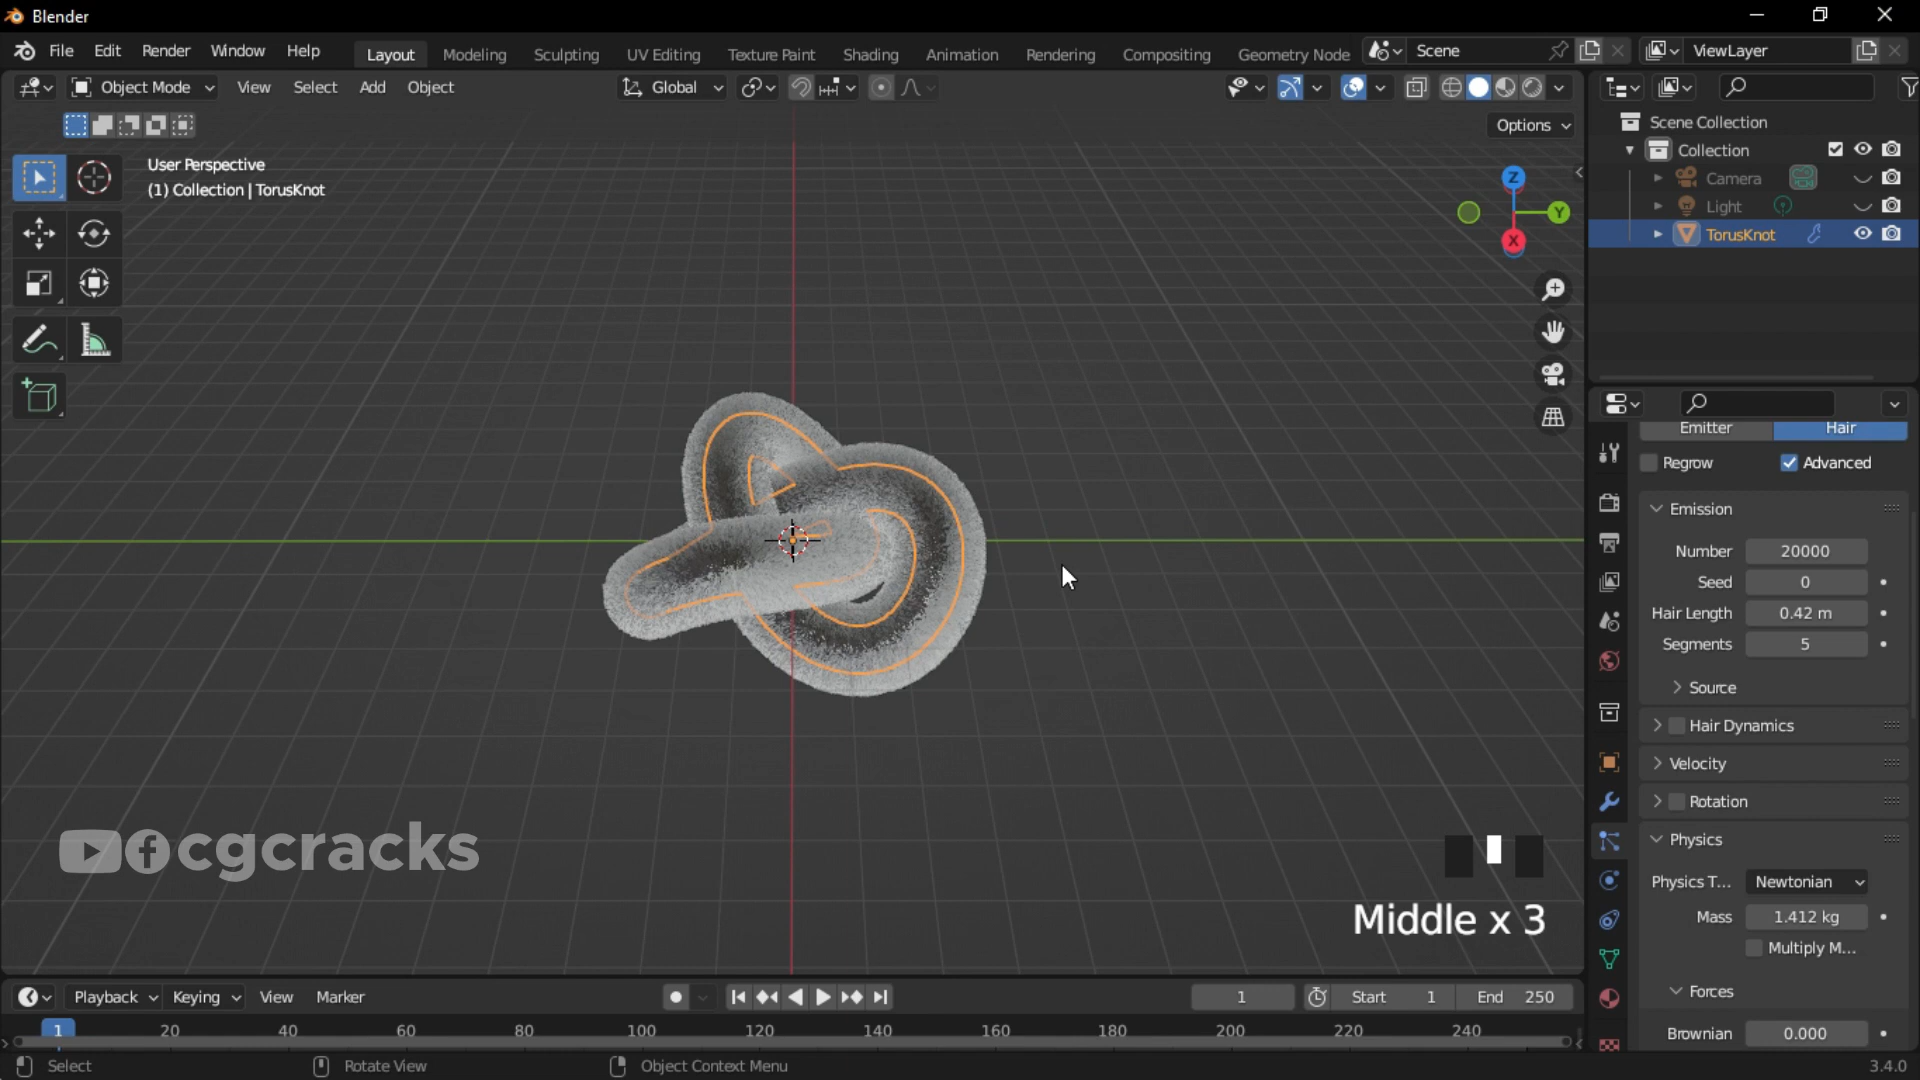 Blender
File Edit Render Window Help
Layout Modeling Sculpting UV Editing Texture Paint Shading Animation Rendering Compositing Geometry Node
Scene
ViewLayer
Object Mode View Select Add Object
Global
Options
User Perspective
(1) Collection | TorusKnot
Z
Y
X
Scene Collection
Collection
Camera
Light
TorusKnot
Emitter Hair
Regrow Advanced
Emission
Number 20000
Seed 0
Hair Length 0.42 m
Segments 5
Source
Hair Dynamics
Velocity
Rotation
Physics
Physics T... Newtonian
Mass 1.412 kg
Multiply M...
Forces
Brownian 0.000
cgcracks
Middle x 3
Playback Keying View Marker
1 Start 1 End 250
1 20 40 60 80 100 120 140 160 180 200 220 240
Select Rotate View Object Context Menu 3.4.0